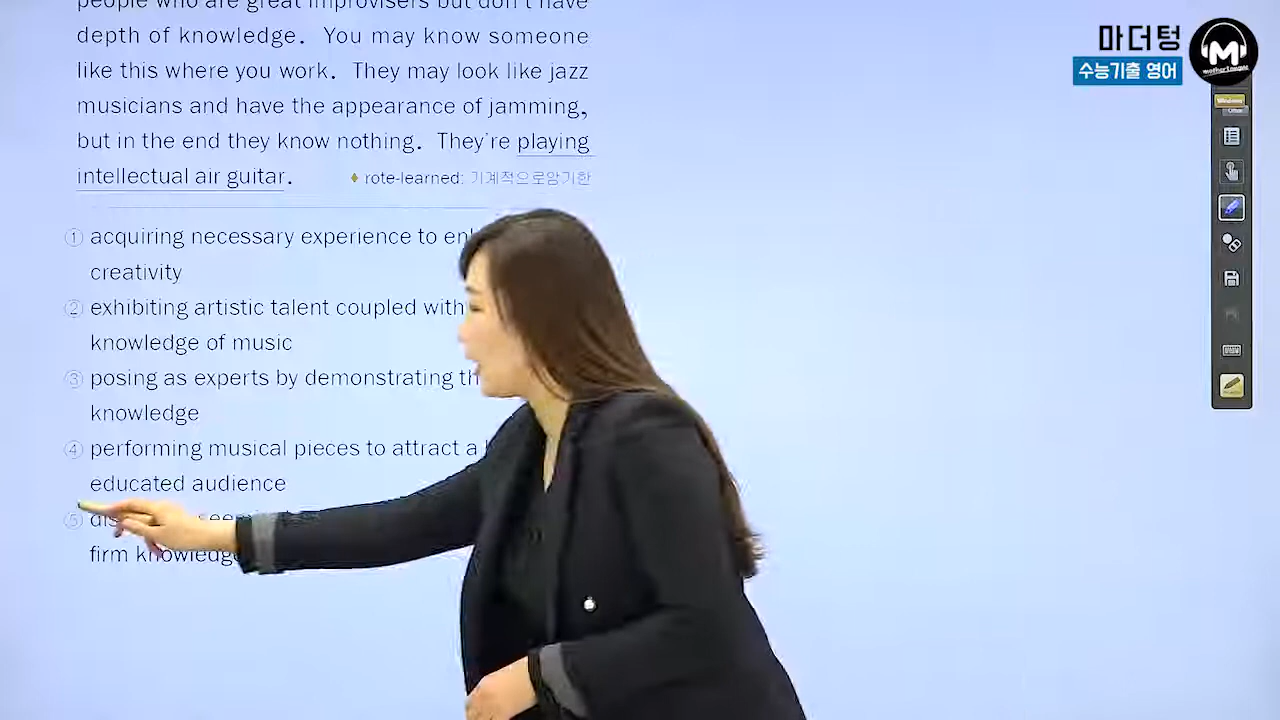 people who are great improvisers but don't have
depth of knowledge. You may know someone
like this where you work. They may look like jazz
musicians and have the appearance of jamming,
but in the end they know nothing. They're playing
intellectual air guitar.
◆ rote-learned: 기계적으로암기한
① acquiring necessary experience to
creativity
② exhibiting artistic talent coupled with
knowledge of music
③ posing as experts by demonstrating
knowledge
④ performing musical pieces to attract a
educated audience
⑤
firm knowledge
마더텅
수능기출 영어
M